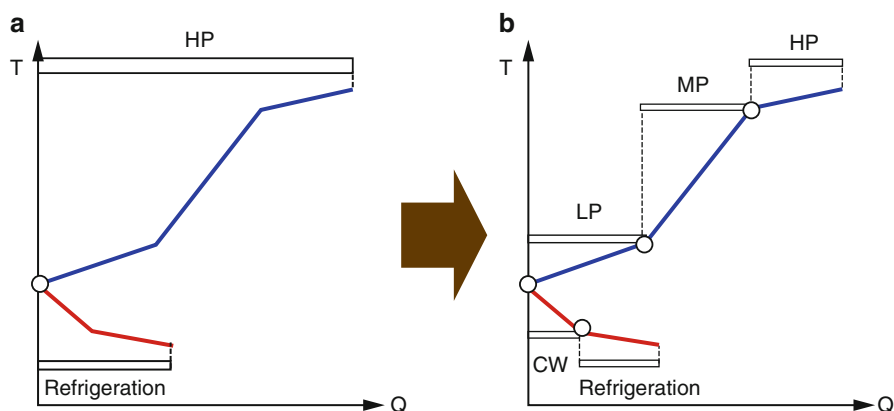 a
HP
T
Refrigeration
Q
b
HP
T
MP
LP
CW
Refrigeration
Q